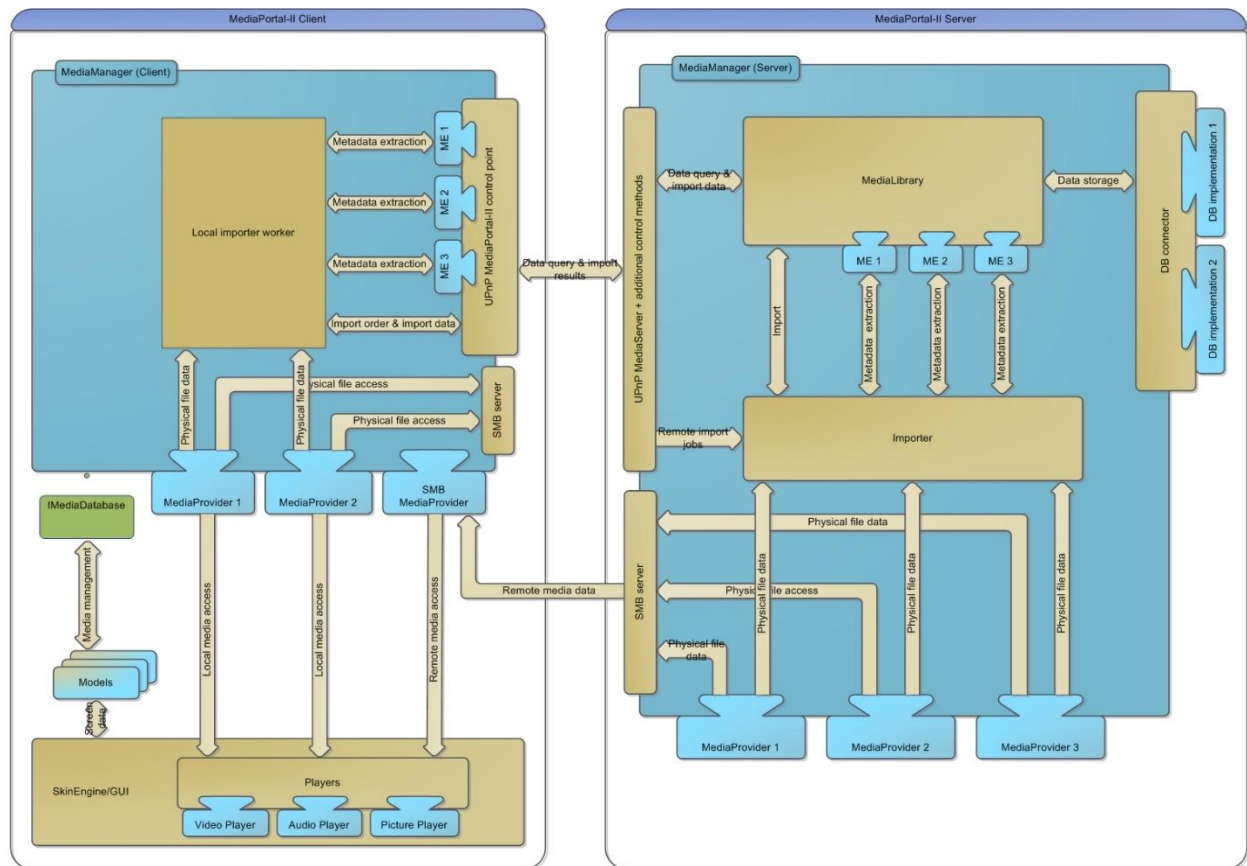 MediaPortal-II Client
MediaManager (Client)
Local importer worker
Metadata extraction
ME 1
Metadata extraction
ME 2
Metadata extraction
ME 3
Import order & import data
UPnP MediaPortal-II control point
Physical file data
Physical file data
Physical file access
Physical file access
SMB server
MediaProvider 1
MediaProvider 2
SMB
MediaProvider
IMediaDatabase
Media management
Models
Screen
data
Local media access
Local media access
Remote media access
SkinEngine/GUI
Players
Video Player
Audio Player
Picture Player
Data query & import
results
Remote media data
MediaPortal-II Server
MediaManager (Server)
UPnP MediaServer + additional control methods
Data query &
import data
MediaLibrary
Data storage
DB connector
DB implementation 1
DB implementation 2
ME 1
ME 2
ME 3
Import
Metadata extraction
Metadata extraction
Metadata extraction
Remote import
jobs
Importer
SMB server
Physical file data
Physical file access
Physical file
data
Physical file data
Physical file data
Physical file data
MediaProvider 1
MediaProvider 2
MediaProvider 3